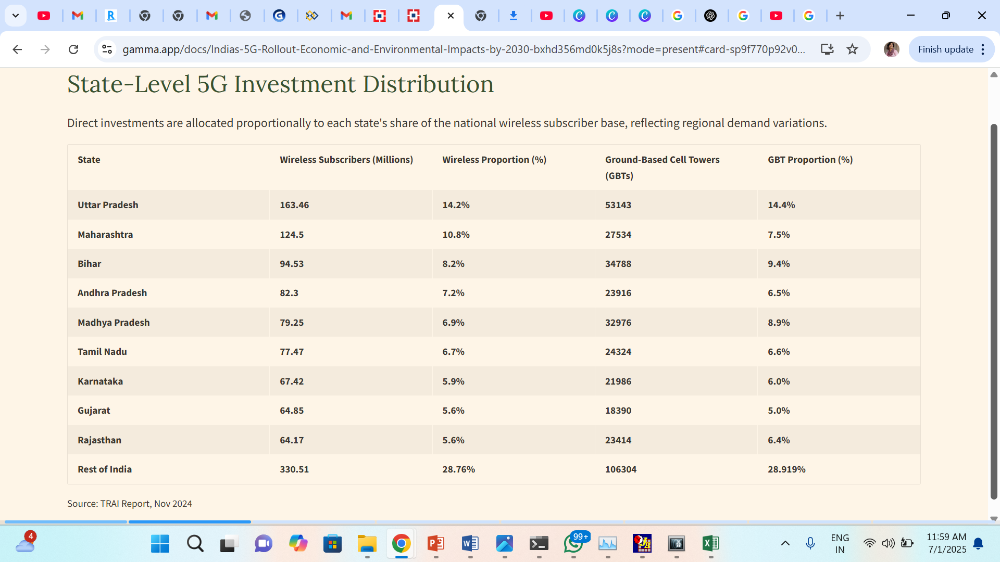 gamma.app/docs/Indias-5G-Rollout-Economic-and-Environmental-Impacts-by-2030-bxhd356md0k5j8s?mode=present#card-sp9f770p92v0...
Finish update
State-Level 5G Investment Distribution
Direct investments are allocated proportionally to each state's share of the national wireless subscriber base, reflecting regional demand variations.
State Wireless Subscribers (Millions) Wireless Proportion (%) Ground-Based Cell Towers (GBTs) GBT Proportion (%)
Uttar Pradesh 163.46 14.2% 53143 14.4%
Maharashtra 124.5 10.8% 27534 7.5%
Bihar 94.53 8.2% 34788 9.4%
Andhra Pradesh 82.3 7.2% 23916 6.5%
Madhya Pradesh 79.25 6.9% 32976 8.9%
Tamil Nadu 77.47 6.7% 24324 6.6%
Karnataka 67.42 5.9% 21986 6.0%
Gujarat 64.85 5.6% 18390 5.0%
Rajasthan 64.17 5.6% 23414 6.4%
Rest of India 330.51 28.76% 106304 28.919%
Source: TRAI Report, Nov 2024
4
99+
ENG
IN
11:59 AM
7/1/2025